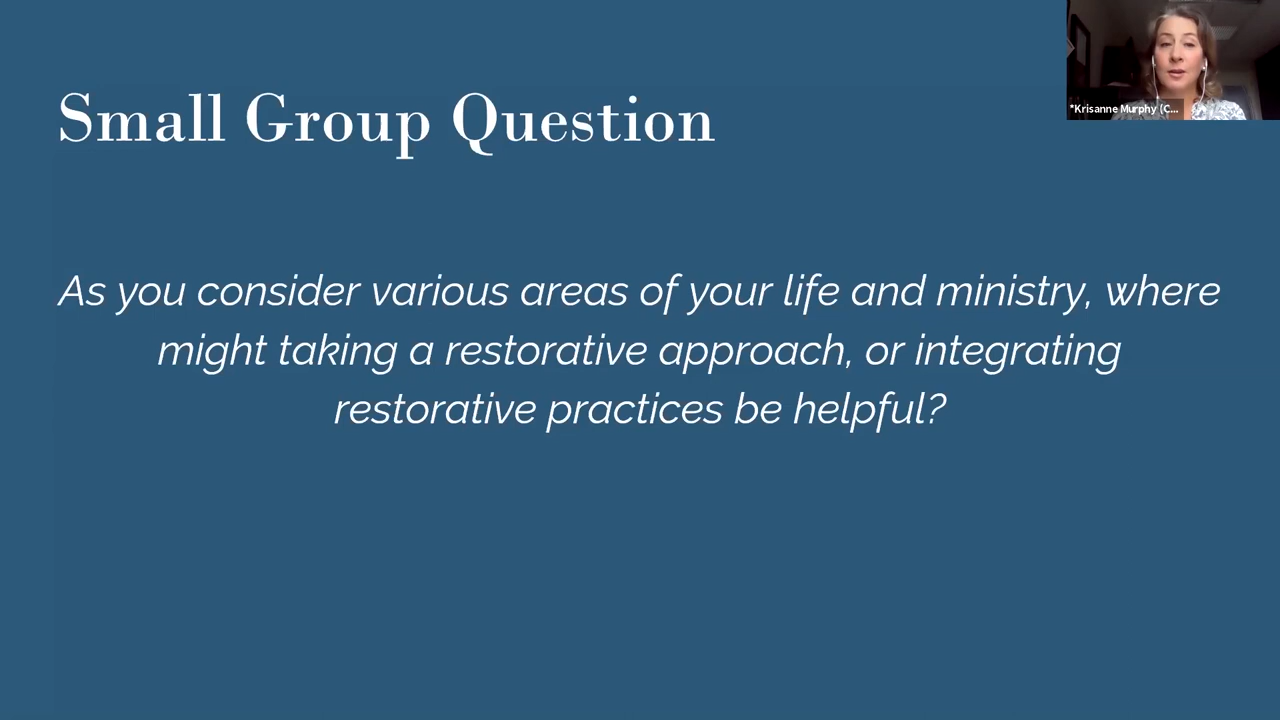 Small Group Question
*Krisanne Murphy (C...
As you consider various areas of your life and ministry, where
might taking a restorative approach, or integrating
restorative practices be helpful?